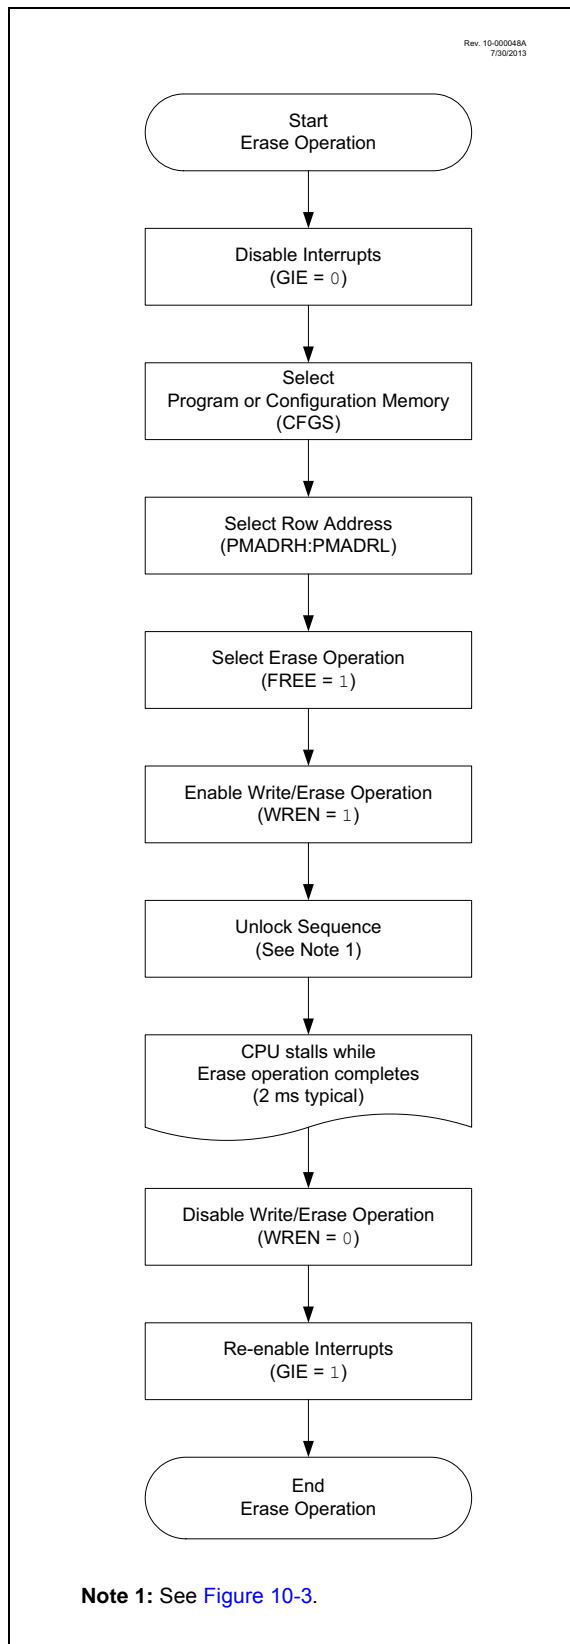 Rev. 10-000048A
7/30/2013
Start
Erase Operation
Disable Interrupts
(GIE = 0)
Select
Program or Configuration Memory
(CFGS)
Select Row Address
(PMADRH:PMADRL)
Select Erase Operation
(FREE = 1)
Enable Write/Erase Operation
(WREN = 1)
Unlock Sequence
(See Note 1)
CPU stalls while
Erase operation completes
(2 ms typical)
Disable Write/Erase Operation
(WREN = 0)
Re-enable Interrupts
(GIE = 1)
End
Erase Operation
Note 1: See Figure 10-3.